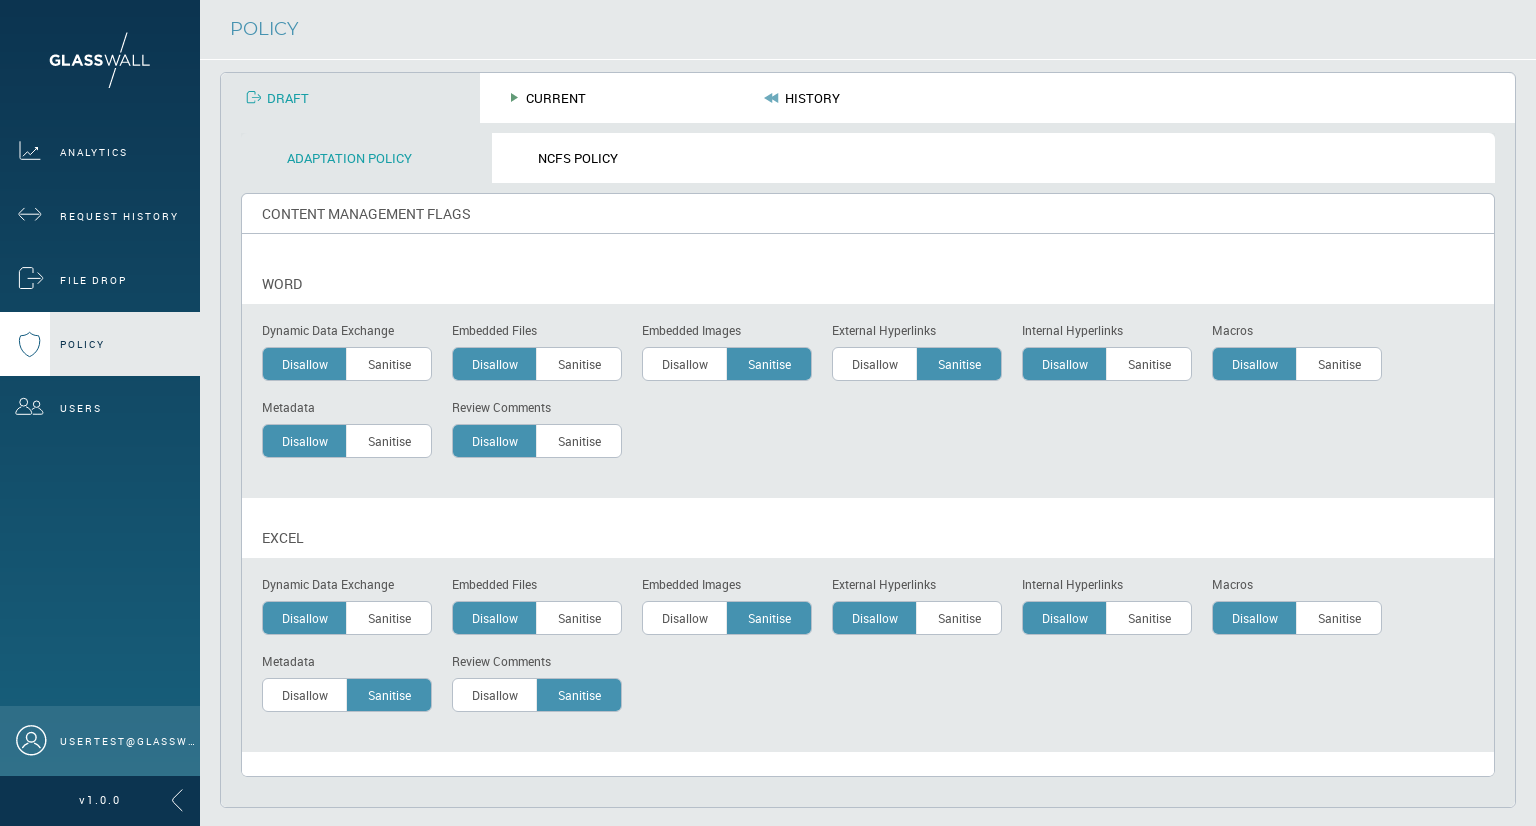 GLASSWALL
ANALYTICS
REQUEST HISTORY
FILE DROP
POLICY
USERS
USERTEST@GLASSW...
v1.0.0
POLICY
DRAFT CURRENT HISTORY
ADAPTATION POLICY NCFS POLICY
CONTENT MANAGEMENT FLAGS
WORD
Dynamic Data Exchange Embedded Files Embedded Images External Hyperlinks Internal Hyperlinks Macros
Disallow Sanitise Disallow Sanitise Disallow Sanitise Disallow Sanitise Disallow Sanitise Disallow Sanitise
Metadata Review Comments
Disallow Sanitise Disallow Sanitise
EXCEL
Dynamic Data Exchange Embedded Files Embedded Images External Hyperlinks Internal Hyperlinks Macros
Disallow Sanitise Disallow Sanitise Disallow Sanitise Disallow Sanitise Disallow Sanitise Disallow Sanitise
Metadata Review Comments
Disallow Sanitise Disallow Sanitise